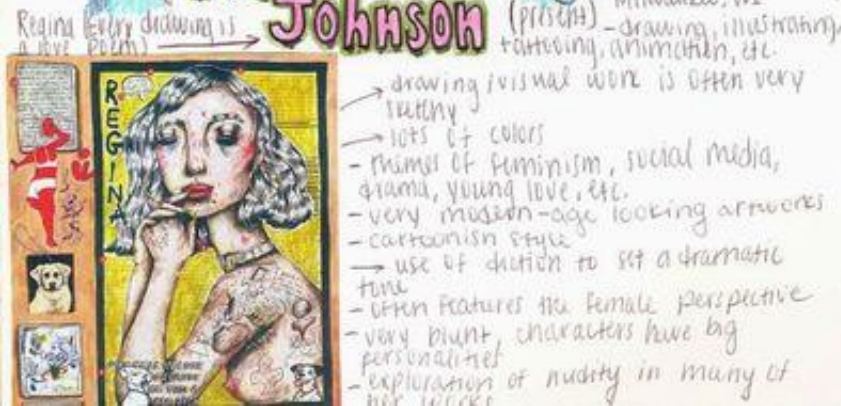 Johnson
Regina (Every drawing is
a love poem)
(present)
- drawing, illustrating,
tattooing, animation, etc.
REGINA
drawing/visual work is often very
sketchy
lots of colors
- themes of feminism, social media,
drama, young love, etc.
- very modern-age looking artworks
- cartoonish style
→ use of diction to set a dramatic
tone
- often features the female perspective
- very blunt, characters have big
personalities
- exploration of nudity in many of
her works